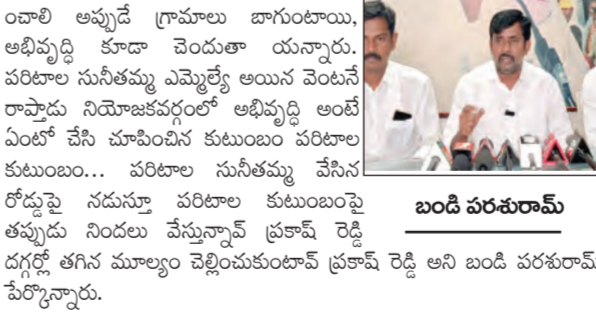 ంచాలి అప్పుడే గ్రామాలు బాగుంటాయి,
అభివృద్ధి కూడా చెందుతా యన్నారు.
పరిటాల సునీతమ్మ ఎమ్మెల్యే అయిన వెంటనే
రాప్తాడు నియోజకవర్గంలో అభివృద్ధి అంటే
ఏంటో చేసి చూపించిన కుటుంబం పరిటాల
కుటుంబం... పరిటాల సునీతమ్మ వేసిన
రోడ్డుపై నడుస్తూ పరిటాల కుటుంబంపై
తప్పుడు నిందలు వేస్తున్నావ్ ప్రకాష్ రెడ్డి
దగ్గర్లో తగిన మూల్యం చెల్లించుకుంటావ్ ప్రకాష్ రెడ్డి అని బండి పరశురామ్
పేర్కొన్నారు.
బండి పరశురామ్